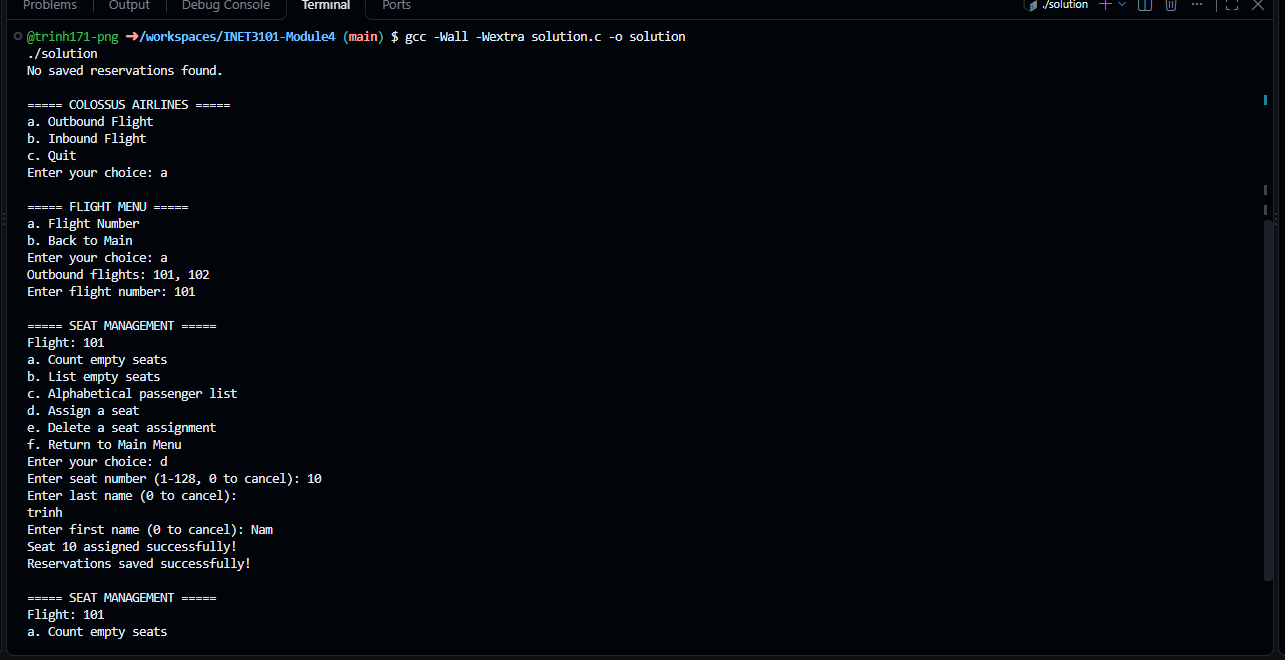 Problems Output Debug Console Terminal Ports ./solution
@trinh171-png ➜/workspaces/INET3101-Module4 (main) $ gcc -Wall -Wextra solution.c -o solution
./solution
No saved reservations found.
===== COLOSSUS AIRLINES =====
a. Outbound Flight
b. Inbound Flight
c. Quit
Enter your choice: a
===== FLIGHT MENU =====
a. Flight Number
b. Back to Main
Enter your choice: a
Outbound flights: 101, 102
Enter flight number: 101
===== SEAT MANAGEMENT =====
Flight: 101
a. Count empty seats
b. List empty seats
c. Alphabetical passenger list
d. Assign a seat
e. Delete a seat assignment
f. Return to Main Menu
Enter your choice: d
Enter seat number (1-128, 0 to cancel): 10
Enter last name (0 to cancel):
trinh
Enter first name (0 to cancel): Nam
Seat 10 assigned successfully!
Reservations saved successfully!
===== SEAT MANAGEMENT =====
Flight: 101
a. Count empty seats